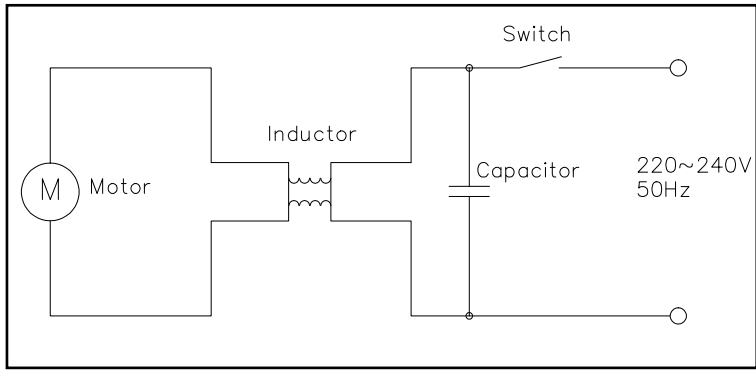 Switch
Inductor
Capacitor
220~240V
50Hz
M
Motor